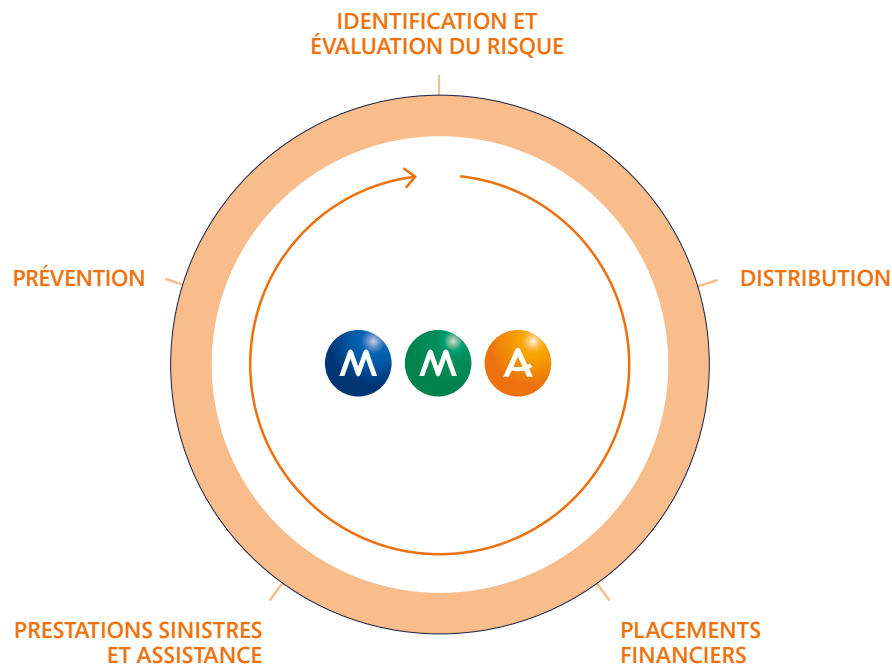 IDENTIFICATION ET
ÉVALUATION DU RISQUE
PRÉVENTION
DISTRIBUTION
M M A
PRESTATIONS SINISTRES
ET ASSISTANCE
PLACEMENTS
FINANCIERS